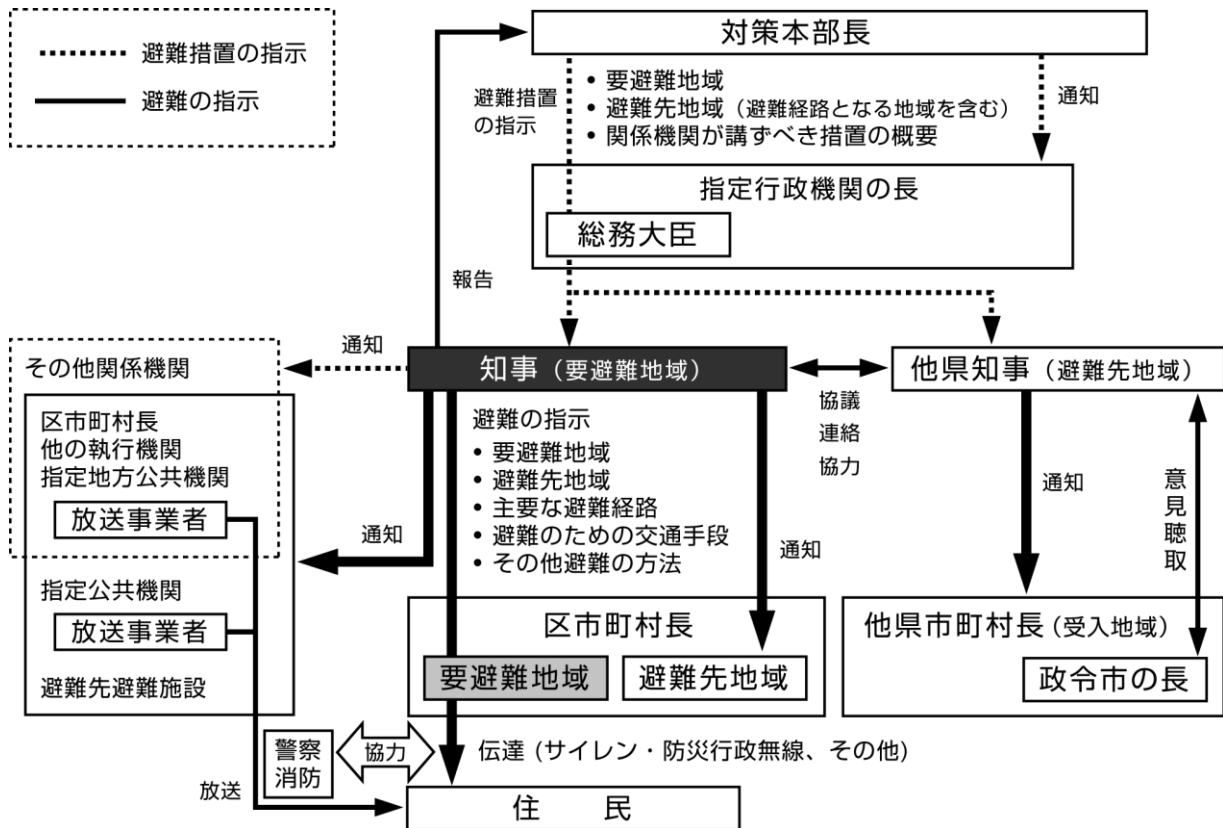 避難措置の指示
避難の指示
対策本部長
避難措置
の指示
• 要避難地域
• 避難先地域（避難経路となる地域を含む）
• 関係機関が講ずべき措置の概要
通知
指定行政機関の長
総務大臣
報告
通知
その他関係機関
区市町村長
他の執行機関
指定地方公共機関
放送事業者
指定公共機関
放送事業者
避難先避難施設
知事（要避難地域）
他県知事（避難先地域）
協議
連絡
協力
避難の指示
• 要避難地域
• 避難先地域
• 主要な避難経路
• 避難のための交通手段
• その他避難の方法
通知
通知
通知
意見聴取
区市町村長
要避難地域
避難先地域
他県市町村長（受入地域）
政令市の長
警察
消防
協力
伝達（サイレン・防災行政無線、その他）
放送
住　民